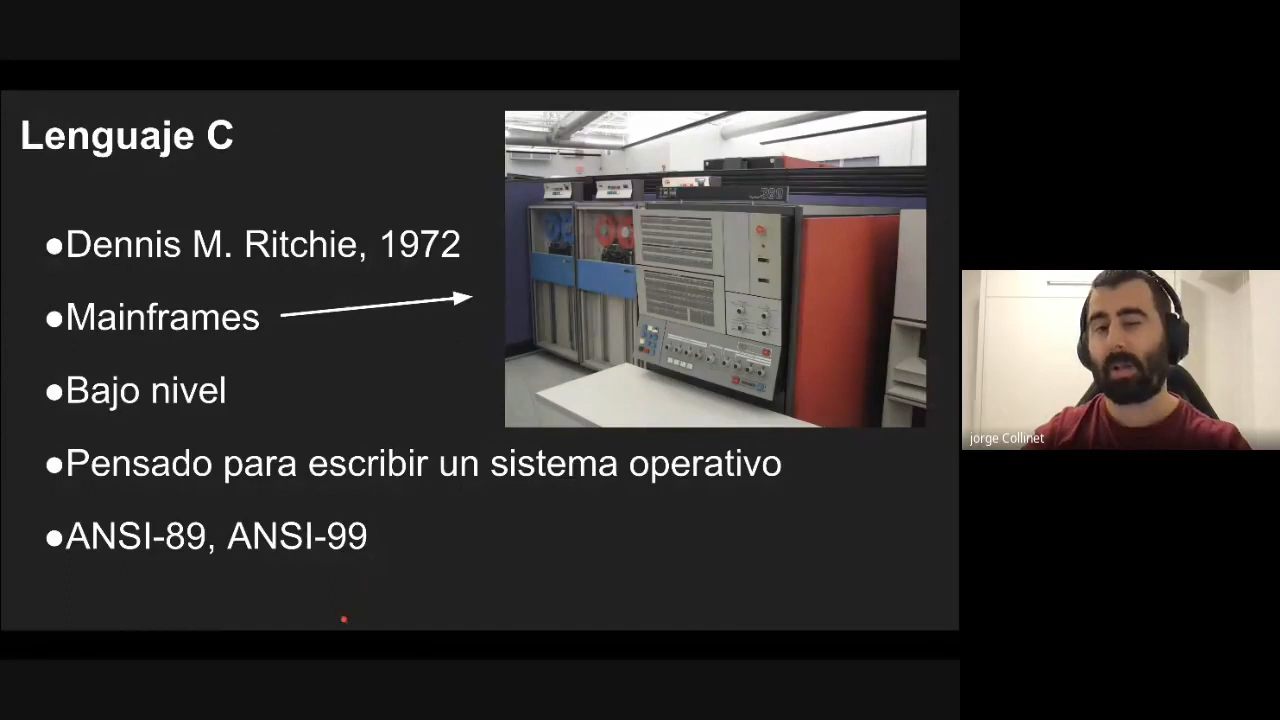 Lenguaje C
●Dennis M. Ritchie, 1972
●Mainframes
●Bajo nivel
●Pensado para escribir un sistema operativo
●ANSI-89, ANSI-99
jorge Collinet